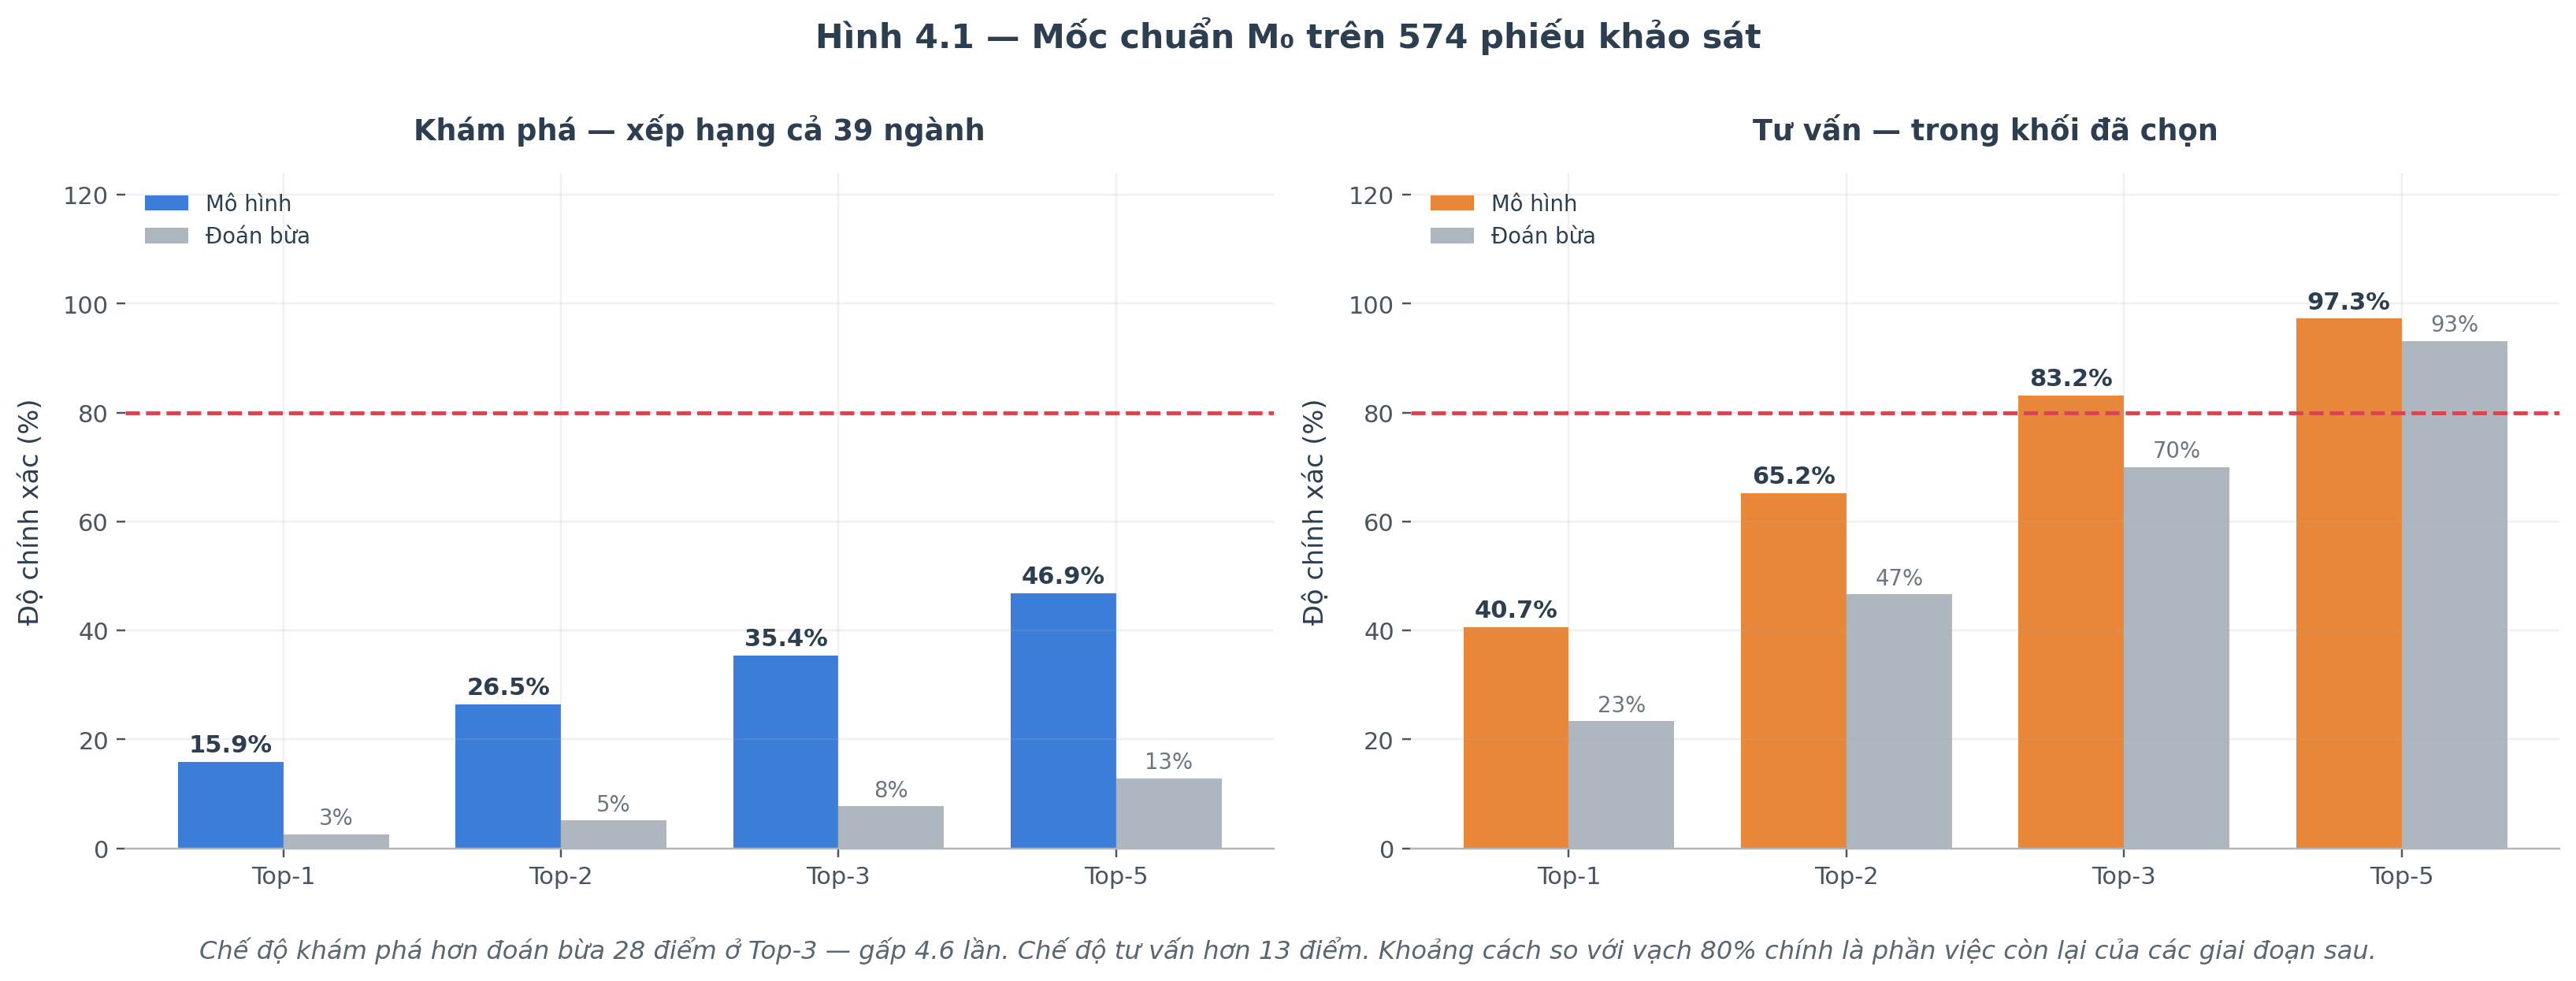 Hình 4.1 — Mốc chuẩn M₀ trên 574 phiếu khảo sát
Khám phá — xếp hạng cả 39 ngành
Độ chính xác (%)
120
100
80
60
40
20
0
Mô hình
Đoán bừa
15.9%
3%
26.5%
5%
35.4%
8%
46.9%
13%
Top-1
Top-2
Top-3
Top-5
Tư vấn — trong khối đã chọn
Độ chính xác (%)
120
100
80
60
40
20
0
Mô hình
Đoán bừa
40.7%
23%
65.2%
47%
83.2%
70%
97.3%
93%
Top-1
Top-2
Top-3
Top-5
Chế độ khám phá hơn đoán bừa 28 điểm ở Top-3 — gấp 4.6 lần. Chế độ tư vấn hơn 13 điểm. Khoảng cách so với vạch 80% chính là phần việc còn lại của các giai đoạn sau.